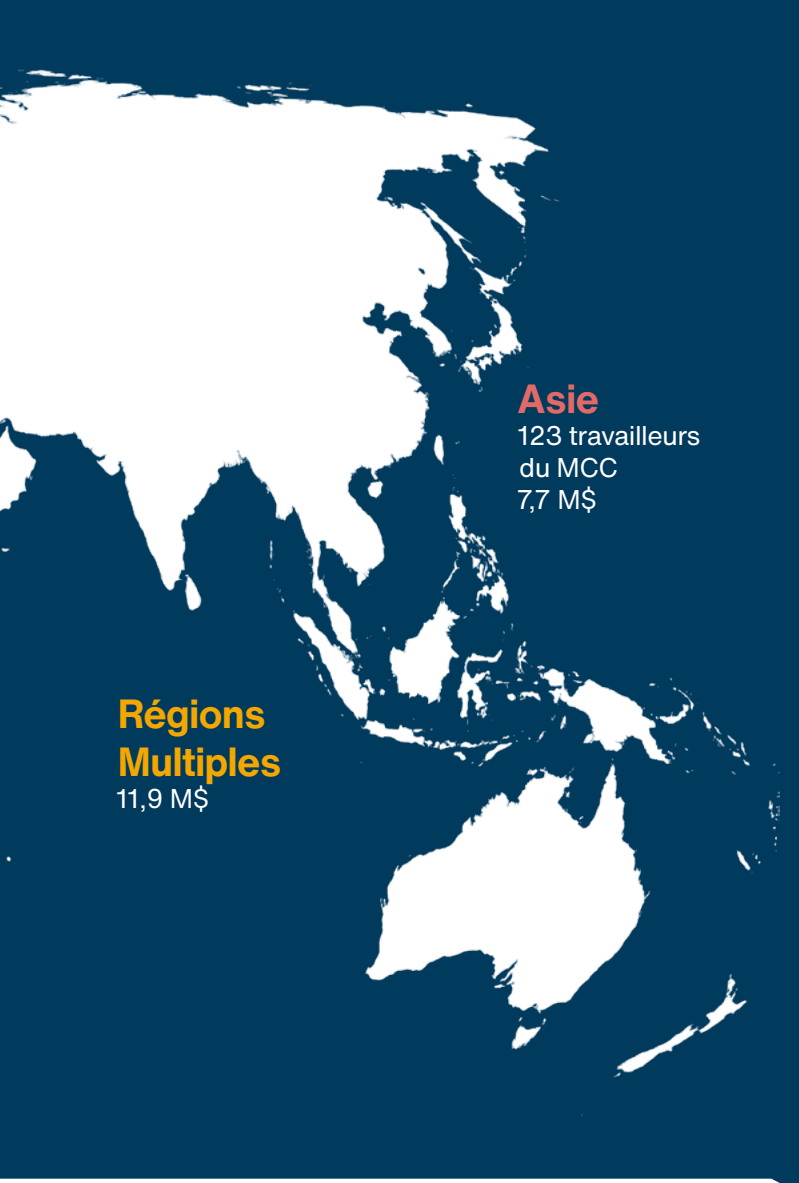 Asie
123 travailleurs
du MCC
7,7 M$
Régions
Multiples
11,9 M$